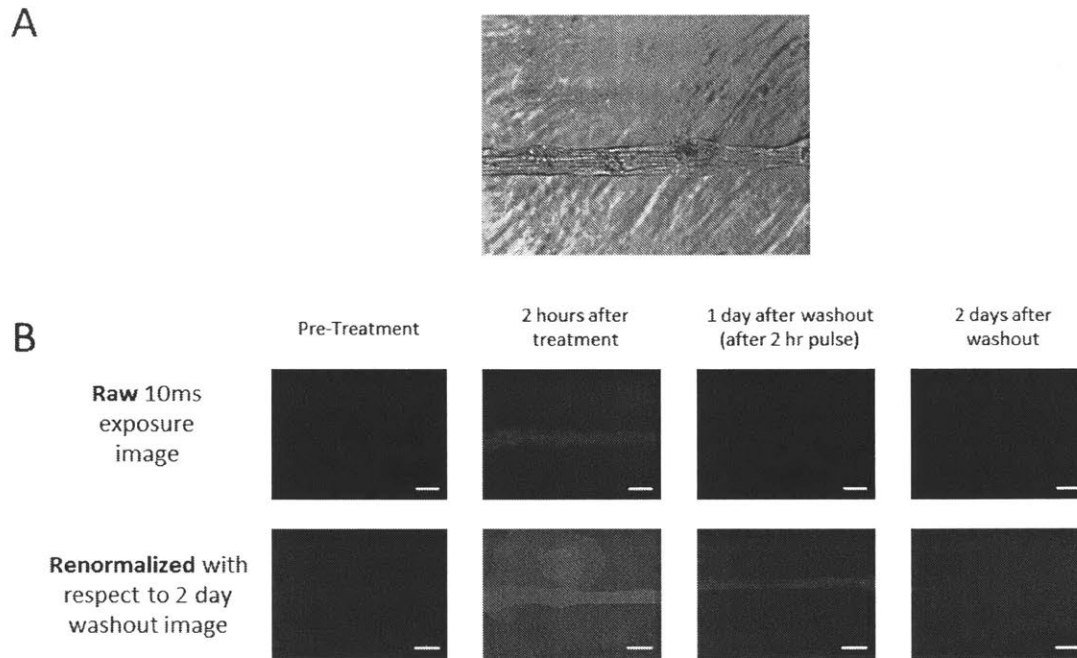 A
B
Pre-Treatment
2 hours after
treatment
1 day after washout
(after 2 hr pulse)
2 days after
washout
Raw 10ms
exposure
image
Renormalized with
respect to 2 day
washout image